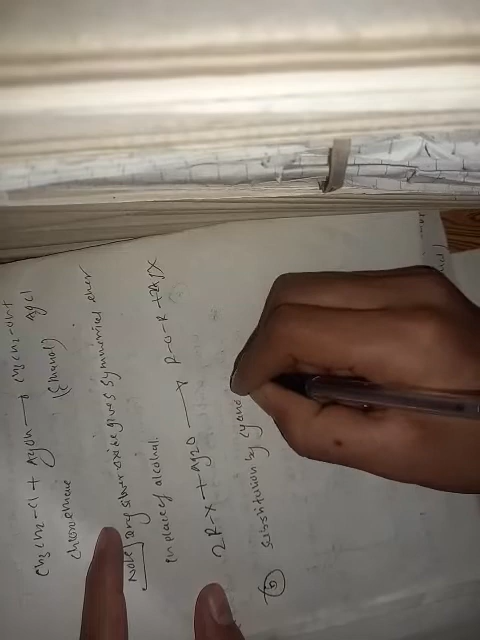 CH3CH2-Cl + AgOH → CH3CH2-OH +
chloroethane (Ethanol) AgCl
Note dry silver oxide gives symmetrical ether
in place of alcohol.
2R-X + Ag2O → R-O-R + 2AgX
⑥ Substitution by cyano